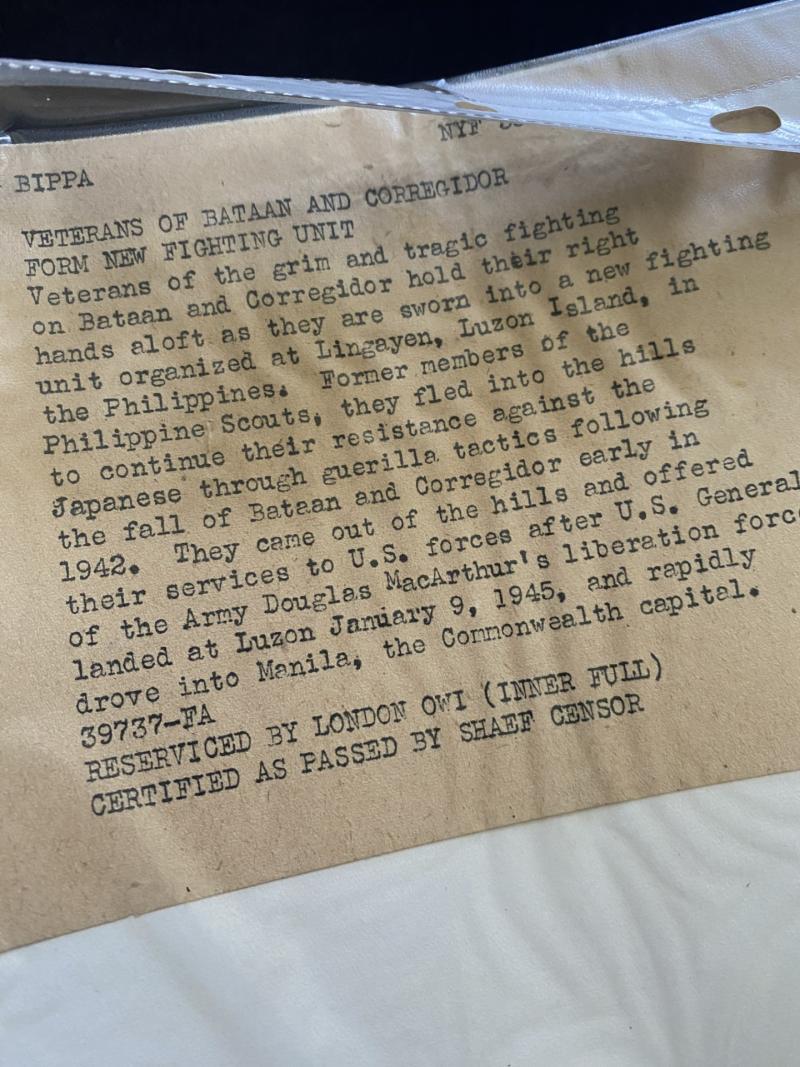 NYF
BIPPA
VETERANS OF BATAAN AND CORREGIDOR
FORM NEW FIGHTING UNIT
Veterans of the grim and tragic fighting
on Bataan and Corregidor hold their right
hands aloft as they are sworn into a new fighting
unit organized at Lingayen, Luzon Island, in
the Philippines. Former members of the
Philippine Scouts, they fled into the hills
to continue their resistance against the
Japanese through guerilla tactics following
the fall of Bataan and Corregidor early in
1942. They came out of the hills and offered
their services to U.S. forces after U.S. General
of the Army Douglas MacArthur's liberation force
landed at Luzon January 9, 1945, and rapidly
drove into Manila, the Commonwealth capital.
39737-FA
RESERVICED BY LONDON OWI (INNER FULL)
CERTIFIED AS PASSED BY SHAEF CENSOR